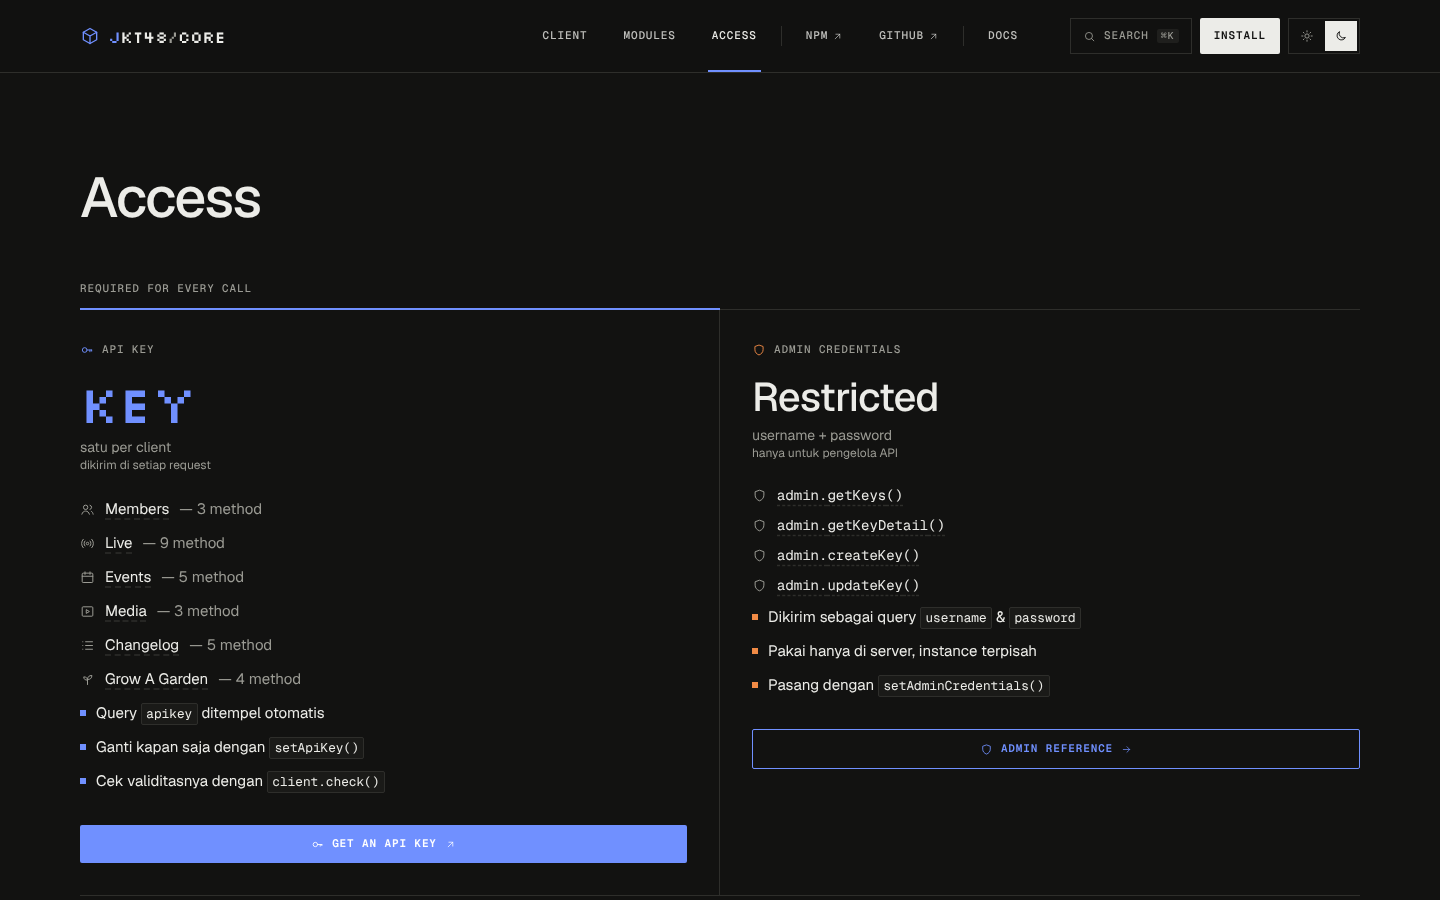 JKT48/CORE
CLIENT MODULES ACCESS NPM ↗ GITHUB ↗ DOCS
SEARCH ⌘K
INSTALL
Access
REQUIRED FOR EVERY CALL
API KEY
KEY
satu per client
dikirim di setiap request
Members — 3 method
Live — 9 method
Events — 5 method
Media — 3 method
Changelog — 5 method
Grow A Garden — 4 method
Query apikey ditempel otomatis
Ganti kapan saja dengan setApiKey()
Cek validitasnya dengan client.check()
GET AN API KEY ↗
ADMIN CREDENTIALS
Restricted
username + password
hanya untuk pengelola API
admin.getKeys()
admin.getKeyDetail()
admin.createKey()
admin.updateKey()
Dikirim sebagai query username & password
Pakai hanya di server, instance terpisah
Pasang dengan setAdminCredentials()
ADMIN REFERENCE →